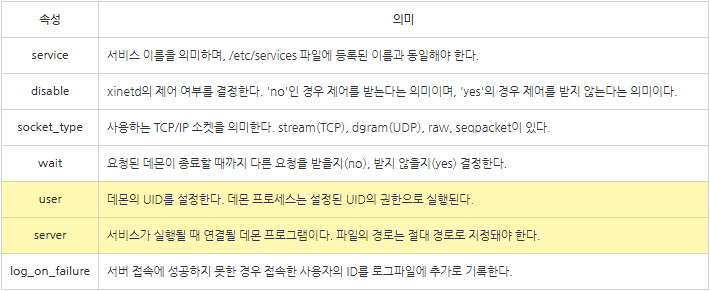 속성 의미
service 서비스 이름을 의미하며, /etc/services 파일에 등록된 이름과 동일해야 한다.
disable xinetd의 제어 여부를 결정한다. 'no'인 경우 제어를 받는다는 의미이며, 'yes'의 경우 제어를 받지 않는다는 의미이다.
socket_type 사용하는 TCP/IP 소켓을 의미한다. stream(TCP), dgram(UDP), raw, seqpacket이 있다.
wait 요청된 데몬이 종료할 때까지 다른 요청을 받을지(no), 받지 않을지(yes) 결정한다.
user 데몬의 UID를 설정한다. 데몬 프로세스는 설정된 UID의 권한으로 실행된다.
server 서비스가 실행될 때 연결될 데몬 프로그램이다. 파일의 경로는 절대 경로로 지정돼야 한다.
log_on_failure 서버 접속에 성공하지 못한 경우 접속한 사용자의 ID를 로그파일에 추가로 기록한다.